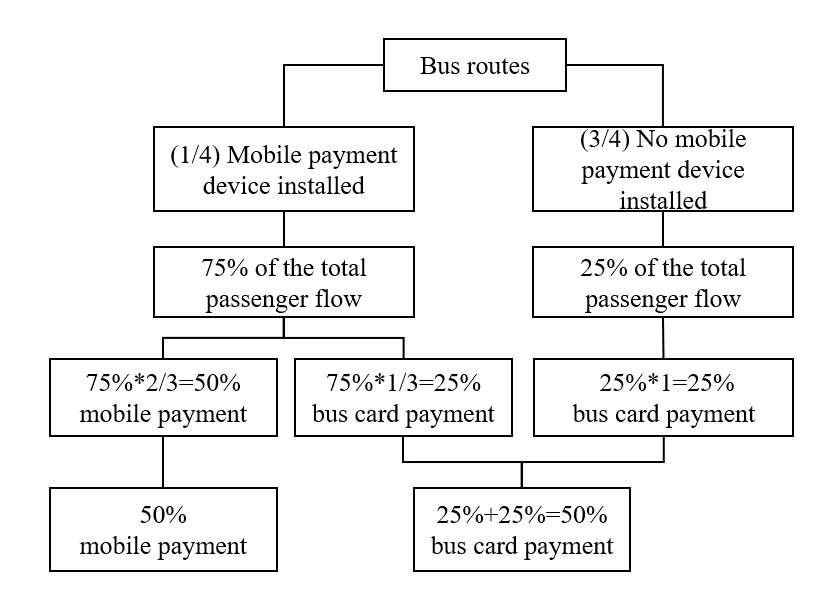 Bus routes
(1/4) Mobile payment
device installed
(3/4) No mobile
payment device
installed
75% of the total
passenger flow
25% of the total
passenger flow
75%*2/3=50%
mobile payment
75%*1/3=25%
bus card payment
25%*1=25%
bus card payment
50%
mobile payment
25%+25%=50%
bus card payment